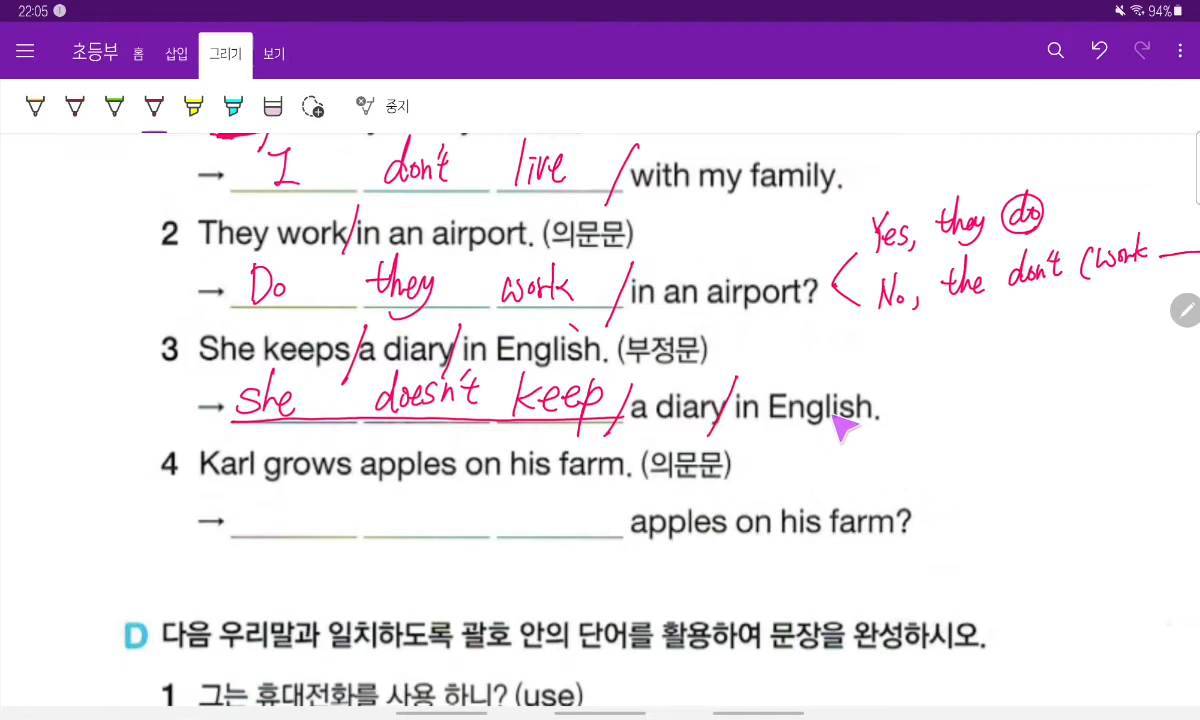 22:05 94%
초등부 홈 삽입 그리기 보기
중지
→ I don't live / with my family.
2 They work/in an airport. (의문문)
Yes, they do
→ Do they work / in an airport?
No, the don't (work
3 She keeps/a diary/in English. (부정문)
→ she doesn't keep / a diary/in English.
4 Karl grows apples on his farm. (의문문)
→ ___ ___ ___ apples on his farm?
D 다음 우리말과 일치하도록 괄호 안의 단어를 활용하여 문장을 완성하시오.
1 그는 휴대전화를 사용 하니? (use)